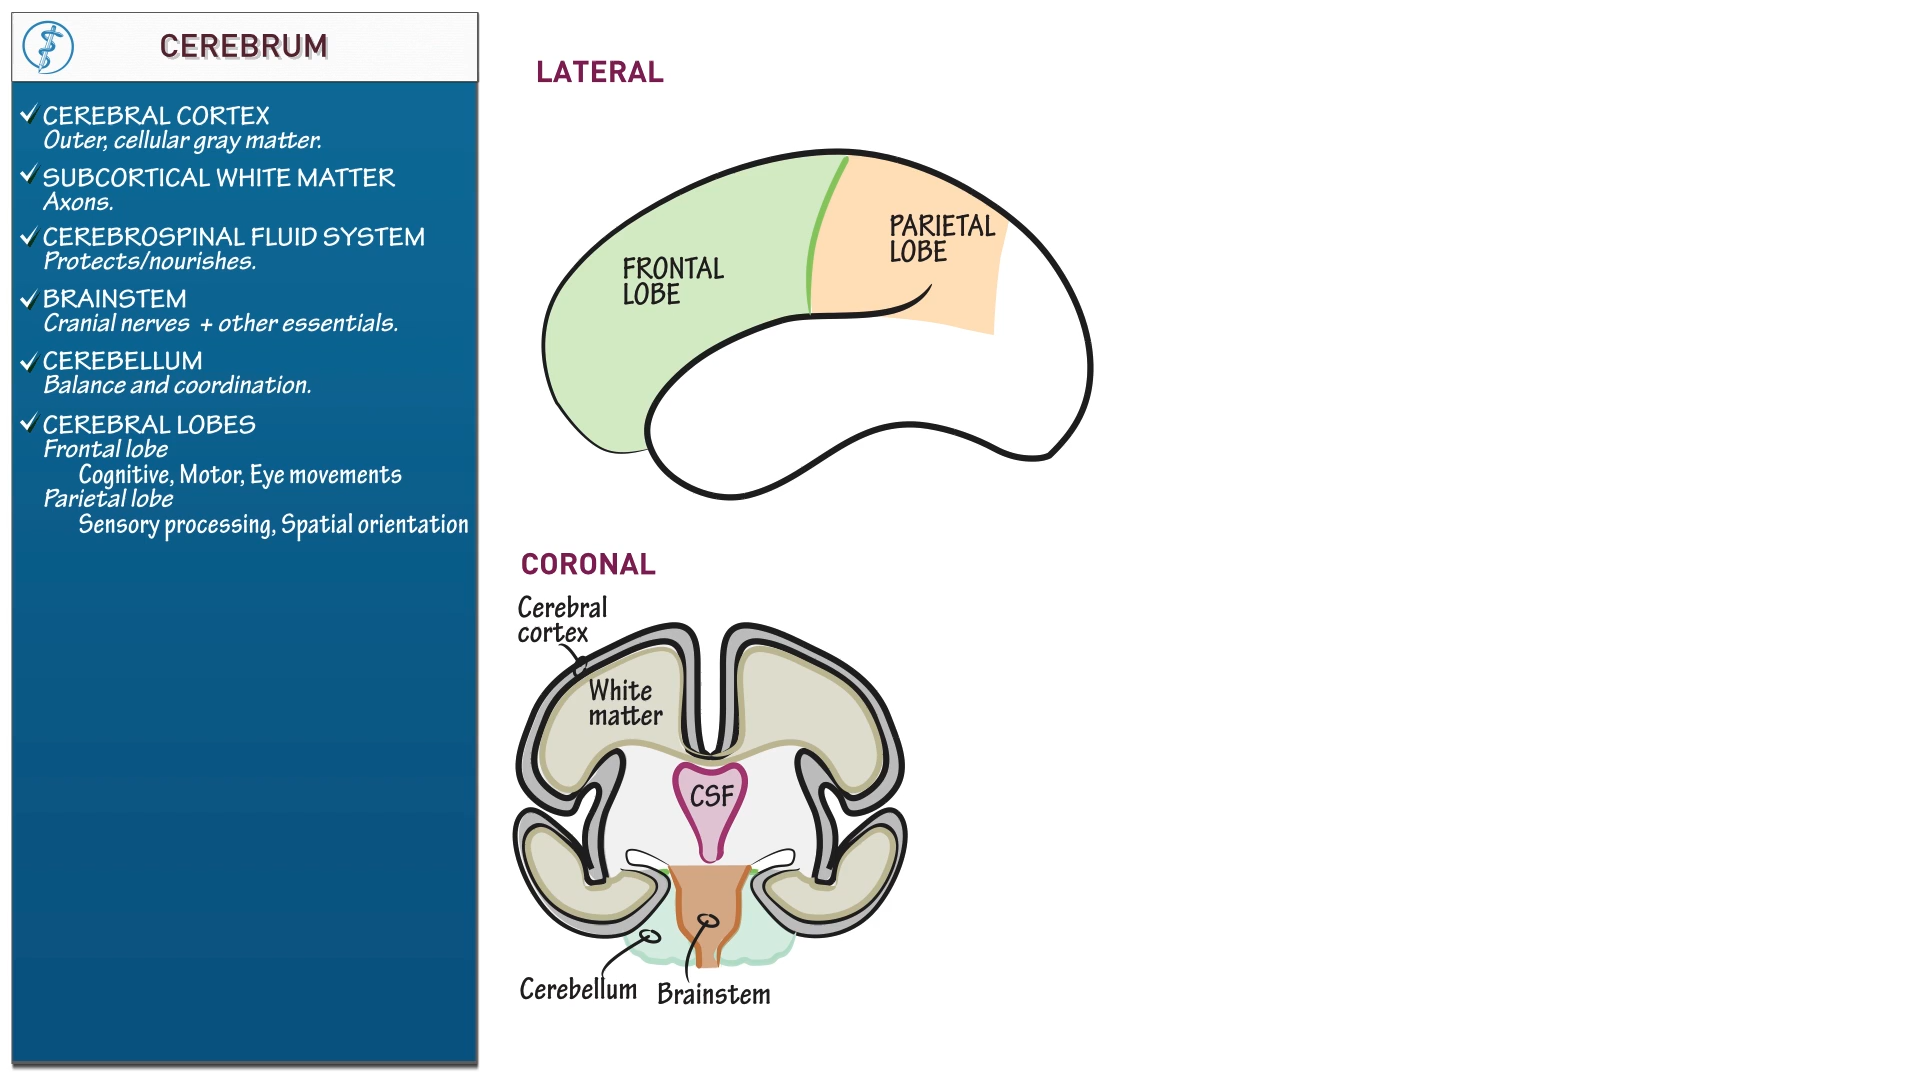 CEREBRUM
CEREBRAL CORTEX
Outer, cellular gray matter.
SUBCORTICAL WHITE MATTER
Axons.
CEREBROSPINAL FLUID SYSTEM
Protects/nourishes.
BRAINSTEM
Cranial nerves + other essentials.
CEREBELLUM
Balance and coordination.
CEREBRAL LOBES
Frontal lobe
Cognitive, Motor, Eye movements
Parietal lobe
Sensory processing, Spatial orientation
LATERAL
FRONTAL
LOBE
PARIETAL
LOBE
CORONAL
Cerebral
cortex
White
matter
CSF
Cerebellum
Brainstem